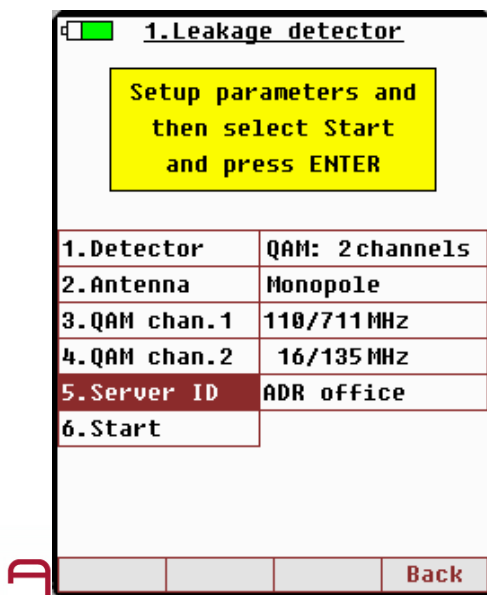 1.Leakage detector
Setup parameters and
then select Start
and press ENTER
1.Detector QAM: 2channels
2.Antenna Monopole
3.QAM chan.1 110/711MHz
4.QAM chan.2 16/135MHz
5.Server ID ADR office
6.Start
Back